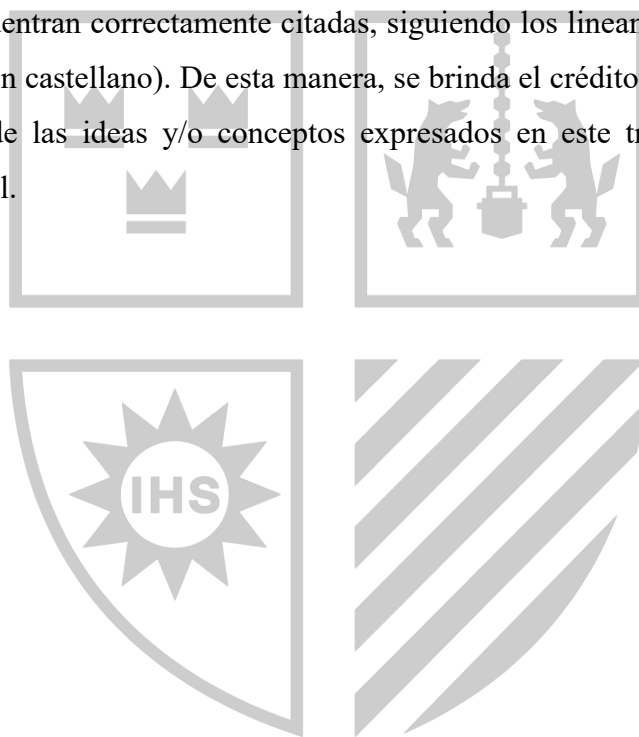 entran correctamente citadas, siguiendo los linean
n castellano). De esta manera, se brinda el crédito
de las ideas y/o conceptos expresados en este tr
l.
IHS